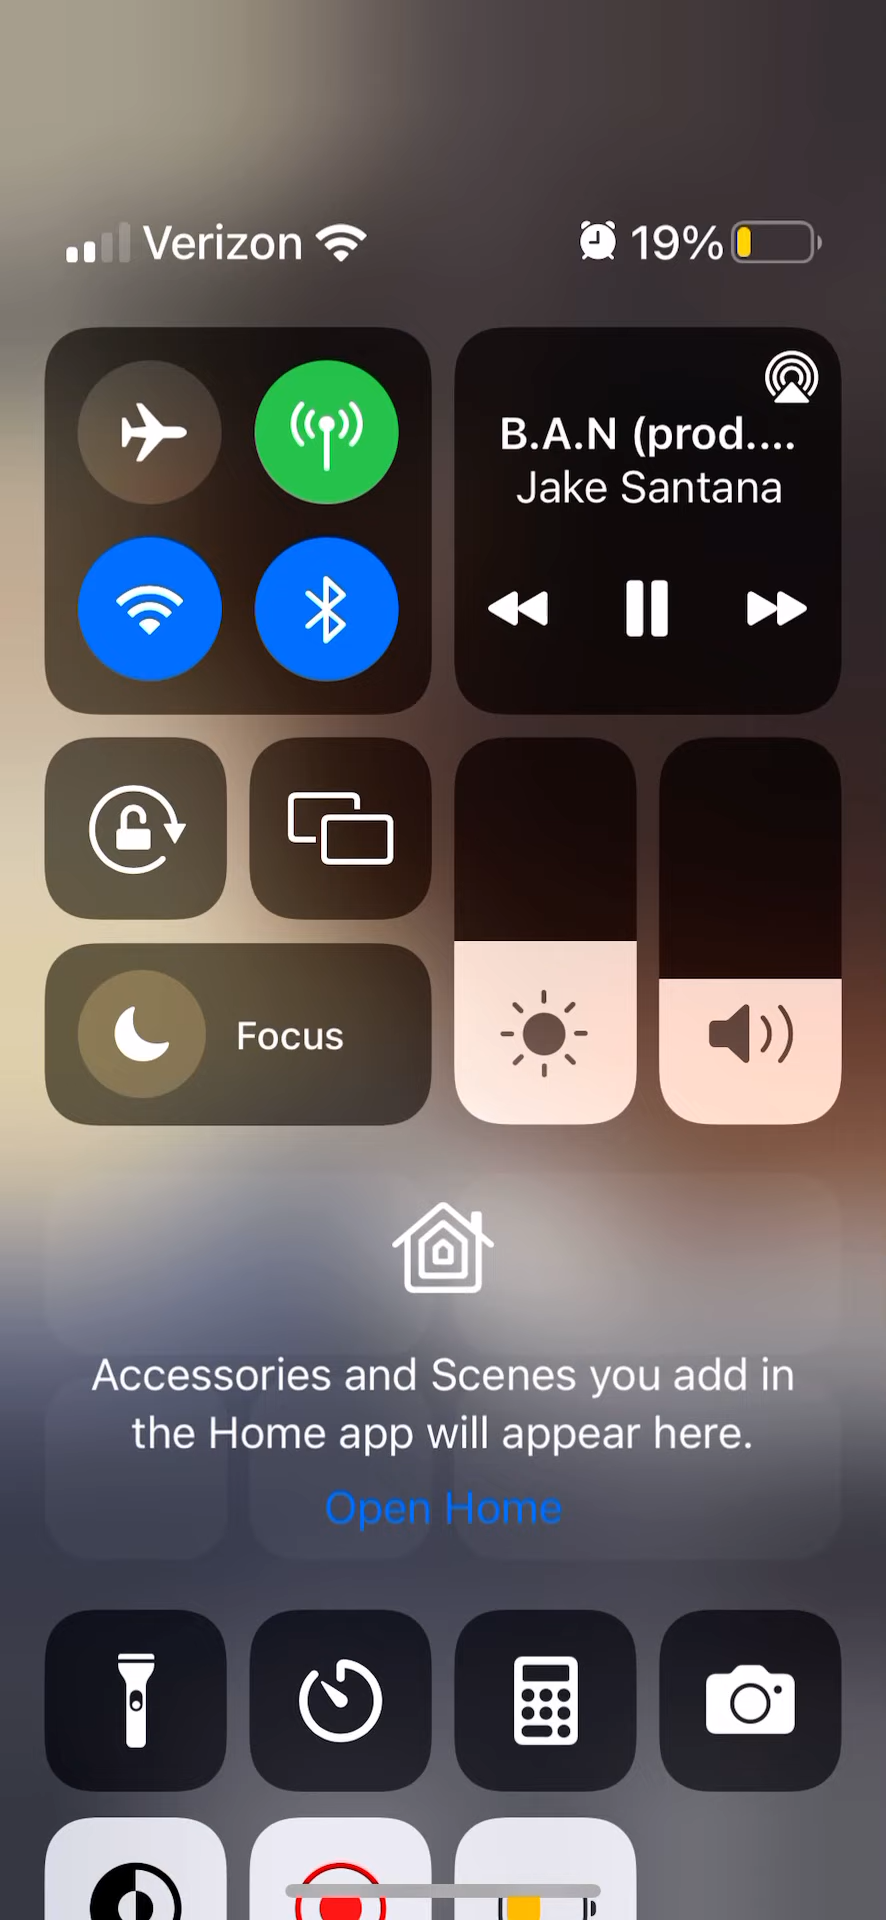 Verizon 19%
B.A.N (prod....
Jake Santana
Focus
Accessories and Scenes you add in
the Home app will appear here.
Open Home